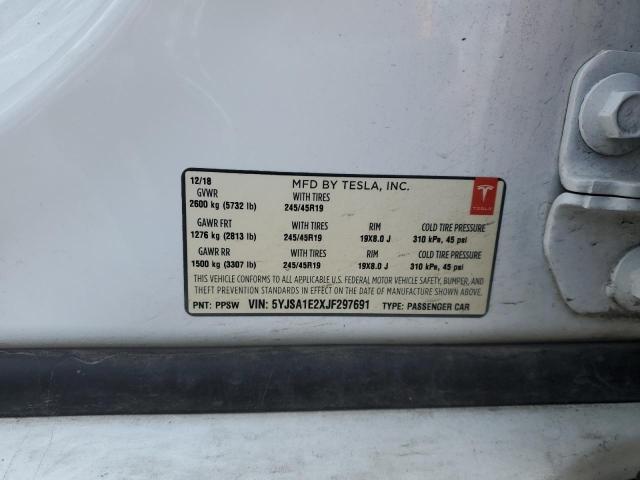 12/18 MFD BY TESLA, INC.
GVWR WITH TIRES
2600 kg (5732 lb) 245/45R19
TESLA
GAWR FRT WITH TIRES RIM COLD TIRE PRESSURE
1276 kg (2813 lb) 245/45R19 19X8.0 J 310 kPa, 45 psi
GAWR RR WITH TIRES RIM COLD TIRE PRESSURE
1500 kg (3307 lb) 245/45R19 19X8.0 J 310 kPa, 45 psi
THIS VEHICLE CONFORMS TO ALL APPLICABLE U.S. FEDERAL MOTOR VEHICLE SAFETY, BUMPER, AND
THEFT PREVENTION STANDARDS IN EFFECT ON THE DATE OF MANUFACTURE SHOWN ABOVE.
PNT: PPSW VIN: 5YJSA1E2XJF297691 TYPE: PASSENGER CAR